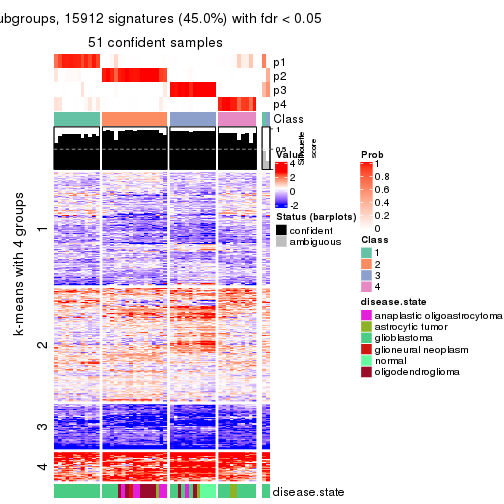 ubgroups, 15912 signatures (45.0%) with fdr < 0.05
51 confident samples
p1
p2
p3
p4
Class
1
0.5
Silhouette
score
k-means with 4 groups
1
2
3
4
disease.state
Value
4
2
0
-2
Status (barplots)
confident
ambiguous
Prob
1
0.8
0.6
0.4
0.2
0
Class
1
2
3
4
disease.state
anaplastic oligoastrocytoma
astrocytic tumor
glioblastoma
glioneural neoplasm
normal
oligodendroglioma